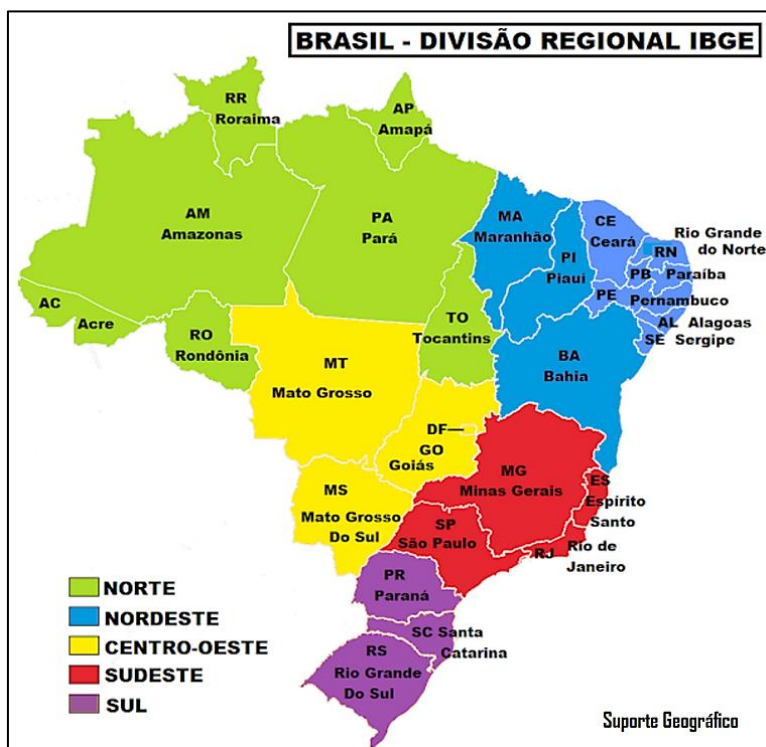 BRASIL - DIVISÃO REGIONAL IBGE
RR
Roraima
AP
Amapá
AM
Amazonas
PA
Pará
MA
Maranhão
CE
Ceará
Rio Grande
do Norte
RN
PI
Piaui
PB Paraíba
PE Pernambuco
AL Alagoas
SE Sergipe
AC
Acre
RO
Rondônia
TO
Tocantins
BA
Bahia
MT
Mato Grosso
DF—
GO
Goiás
MG
Minas Gerais
ES
Espírito
Santo
MS
Mato Grosso
Do Sul
SP
São Paulo
RJ
Rio de
Janeiro
PR
Paraná
SC Santa
Catarina
RS
Rio Grande
Do Sul
NORTE
NORDESTE
CENTRO-OESTE
SUDESTE
SUL
Suporte Geográfico